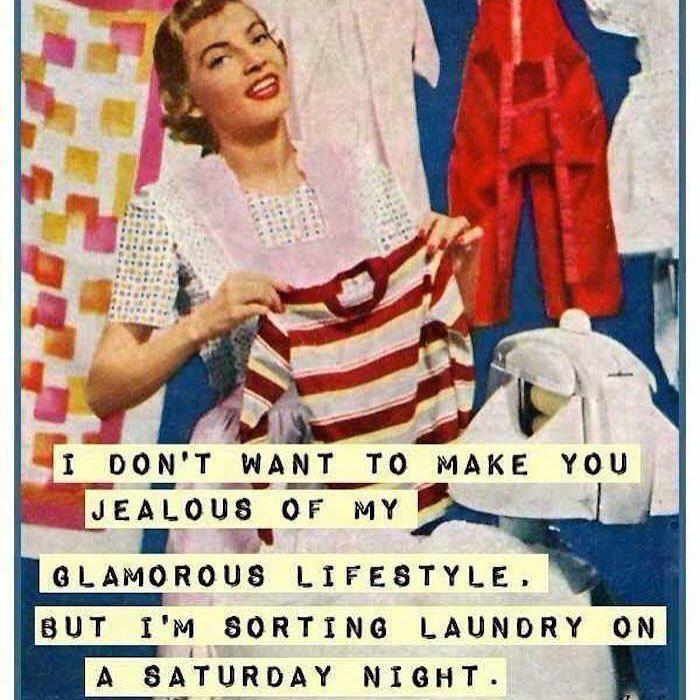 I DON'T WANT TO MAKE YOU
JEALOUS OF MY
GLAMOROUS LIFESTYLE.
BUT I'M SORTING LAUNDRY ON
A SATURDAY NIGHT.